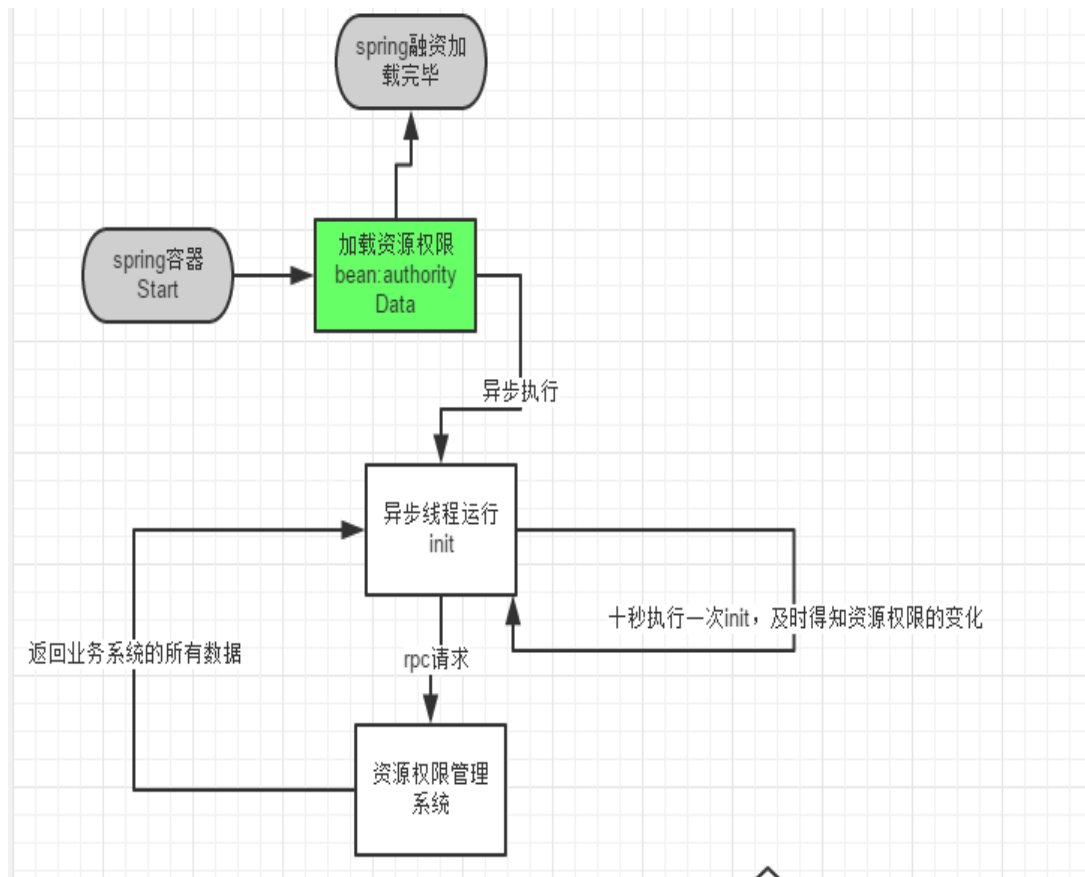 spring融资加
载完毕
spring容器
Start
加载资源权限
bean:authority
Data
异步执行
异步线程运行
init
十秒执行一次init，及时得知资源权限的变化
返回业务系统的所有数据
rpc请求
资源权限管理
系统